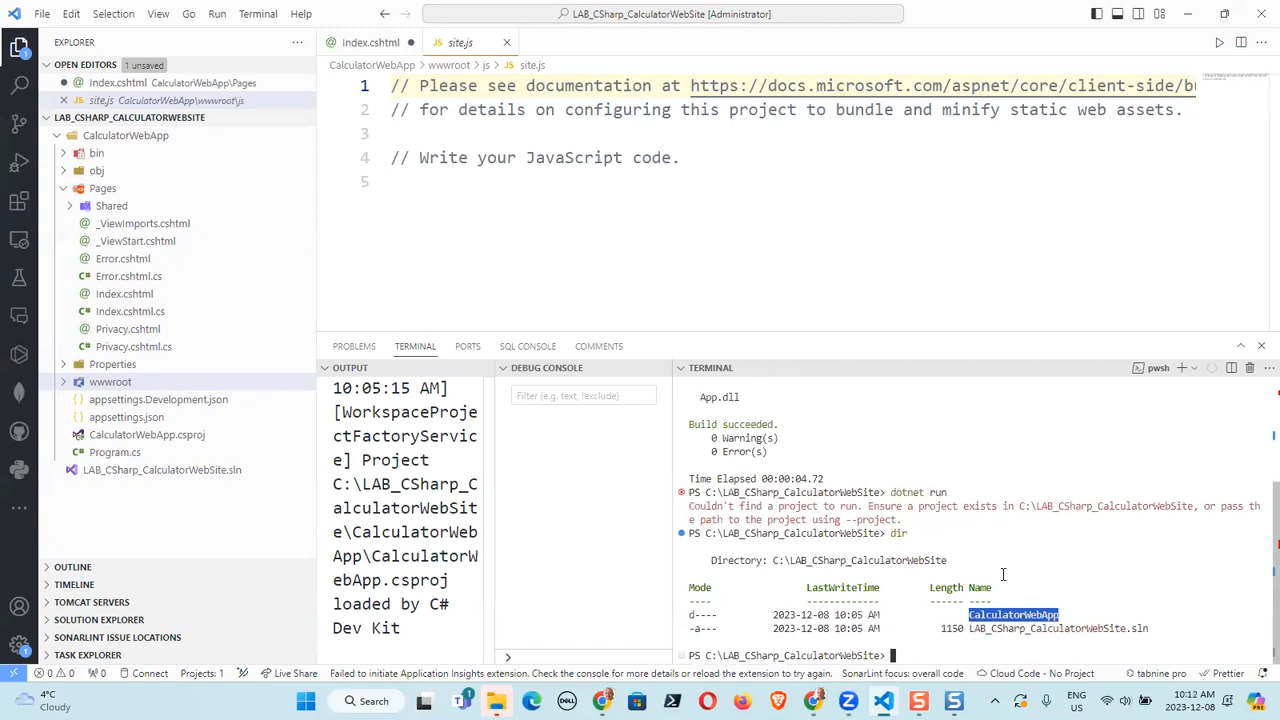 File Edit Selection View Go Run Terminal Help
LAB_CSharp_CalculatorWebSite [Administrator]
EXPLORER
OPEN EDITORS 1 unsaved
Index.cshtml CalculatorWebApp\Pages
JS site.js CalculatorWebApp\wwwroot\js
LAB_CSHARP_CALCULATORWEBSITE
CalculatorWebApp
bin
obj
Pages
Shared
_ViewImports.cshtml
_ViewStart.cshtml
Error.cshtml
Error.cshtml.cs
Index.cshtml
Index.cshtml.cs
Privacy.cshtml
Privacy.cshtml.cs
Properties
wwwroot
appsettings.Development.json
appsettings.json
CalculatorWebApp.csproj
Program.cs
LAB_CSharp_CalculatorWebSite.sln
OUTLINE
TIMELINE
TOMCAT SERVERS
SOLUTION EXPLORER
SONARLINT ISSUE LOCATIONS
TASK EXPLORER
Index.cshtml
JS site.js
CalculatorWebApp > wwwroot > js > JS site.js
1 // Please see documentation at https://docs.microsoft.com/aspnet/core/client-side/bu
2 // for details on configuring this project to bundle and minify static web assets.
3
4 // Write your JavaScript code.
5
PROBLEMS TERMINAL PORTS SQL CONSOLE COMMENTS
OUTPUT
10:05:15 AM]
[WorkspaceProje
ctFactoryServic
e] Project
C:\LAB_CSharp_C
alculatorWebSit
e\CalculatorWeb
App\CalculatorW
ebApp.csproj
loaded by C#
Dev Kit
DEBUG CONSOLE
Filter (e.g. text, !exclude)
TERMINAL
pwsh
App.dll
Build succeeded.
0 Warning(s)
0 Error(s)
Time Elapsed 00:00:04.72
PS C:\LAB_CSharp_CalculatorWebSite> dotnet run
Couldn't find a project to run. Ensure a project exists in C:\LAB_CSharp_CalculatorWebSite, or pass th
e path to the project using --project.
PS C:\LAB_CSharp_CalculatorWebSite> dir
Directory: C:\LAB_CSharp_CalculatorWebSite
Mode LastWriteTime Length Name
---- ------------- ------ ----
d---- 2023-12-08 10:05 AM CalculatorWebApp
-a--- 2023-12-08 10:05 AM 1150 LAB_CSharp_CalculatorWebSite.sln
PS C:\LAB_CSharp_CalculatorWebSite>
0 0 0 Connect Projects: 1 Live Share Failed to initiate Application Insights extension. SonarLint focus: overall code Cloud Code - No Project tabnine pro Prettier
4°C
Cloudy
Search
ENG
US
10:12 AM
2023-12-08